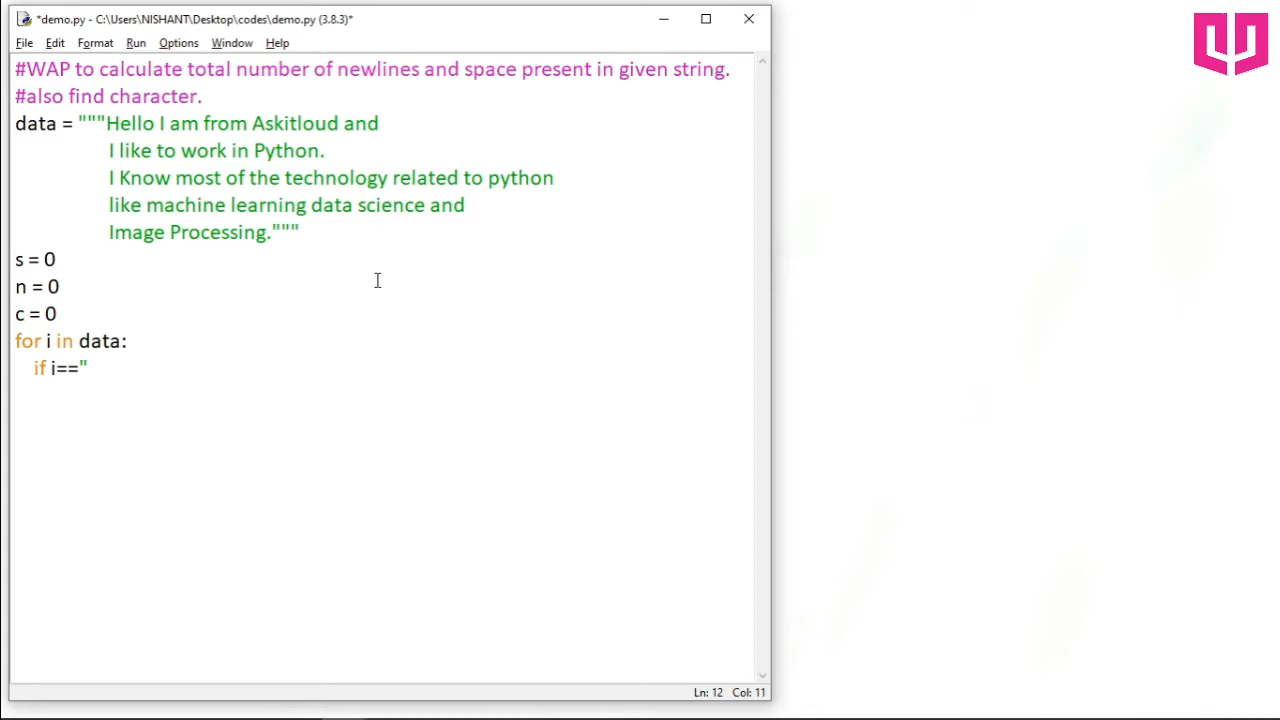 *demo.py - C:\Users\NISHANT\Desktop\codes\demo.py (3.8.3)*
File Edit Format Run Options Window Help
#WAP to calculate total number of newlines and space present in given string.
#also find character.
data = """Hello I am from Askitloud and
I like to work in Python.
I Know most of the technology related to python
like machine learning data science and
Image Processing."""
s = 0
n = 0
c = 0
for i in data:
if i=="
Ln: 12 Col: 11